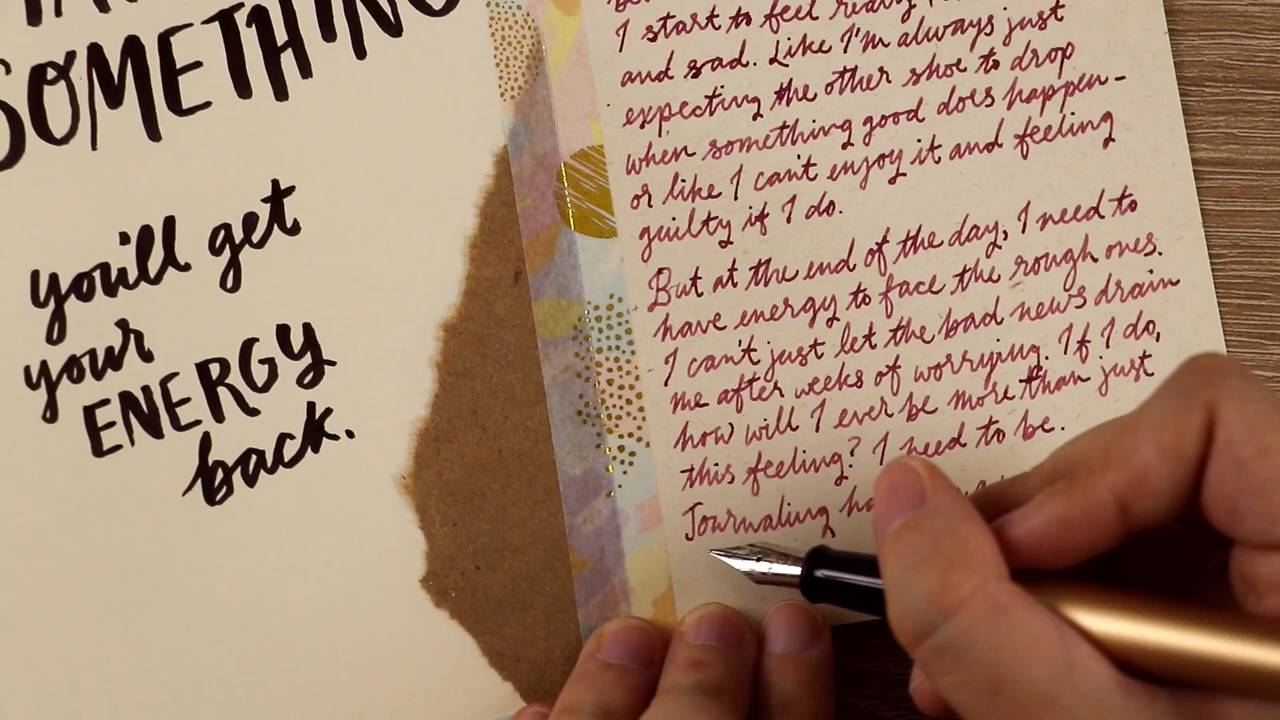 SOMETHING
you'll get
your
ENERGY
back.
I start to feel really
and sad. Like I'm always just
expecting the other shoe to drop
when something good does happen-
or like I can't enjoy it and feeling
guilty if I do.
But at the end of the day, I need to
have energy to face the rough ones.
I can't just let the bad news drain
me after weeks of worrying. If I do,
how will I ever be more than just
this feeling? I need to be.
Journaling